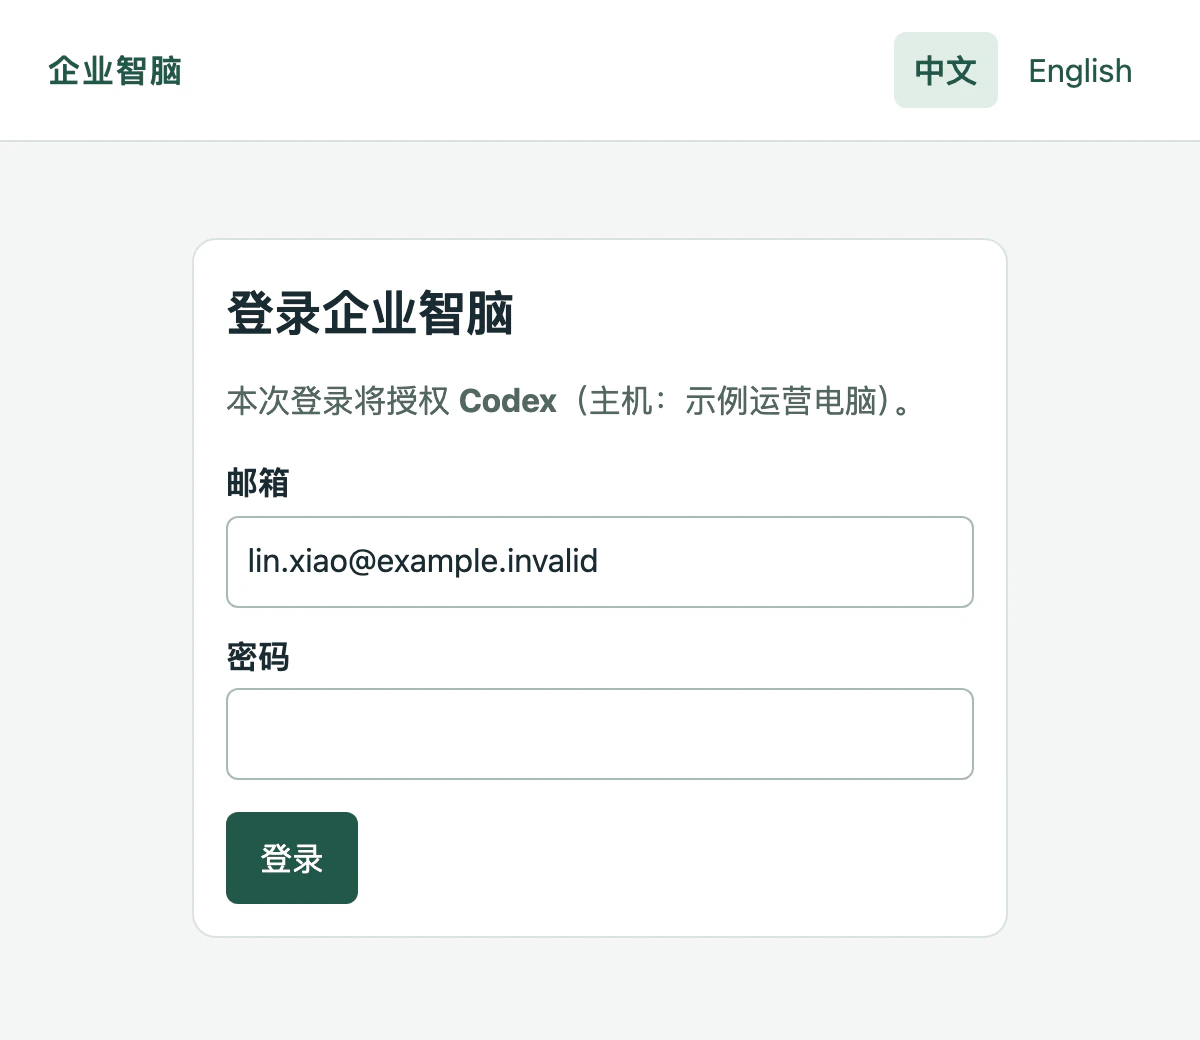 企业智脑
中文
English
登录企业智脑
本次登录将授权 Codex（主机：示例运营电脑）。
邮箱
lin.xiao@example.invalid
密码
登录